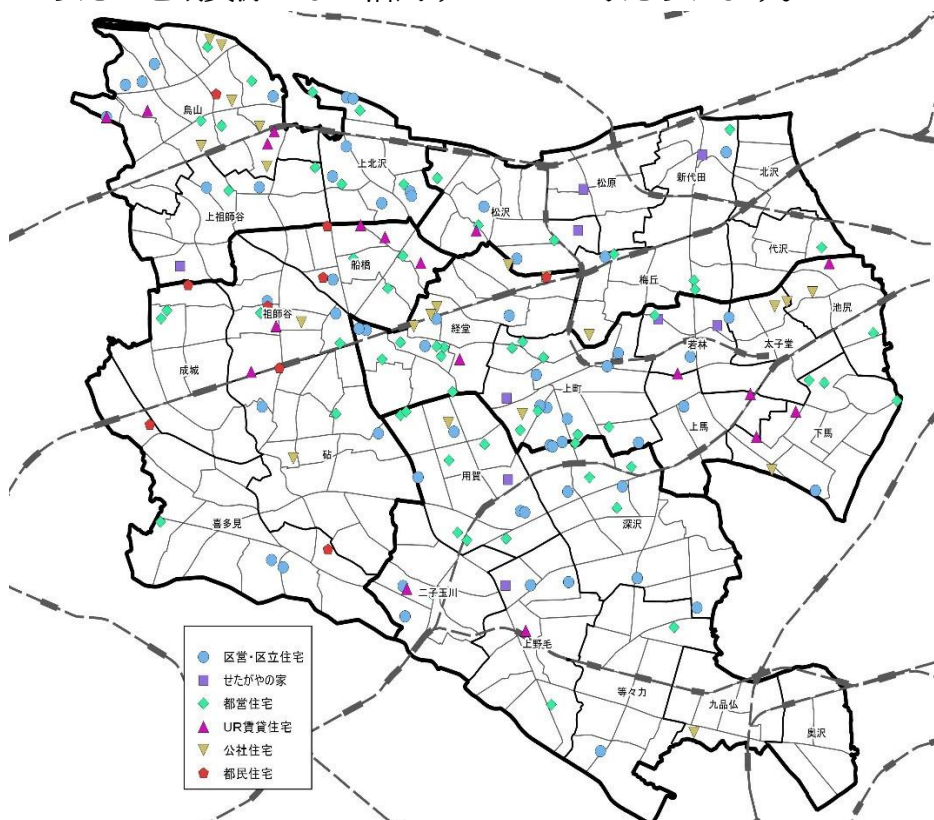 烏山
上北沢
上祖師谷
松沢
松原
新代田
北沢
代沢
梅丘
船橋
祖師谷
経堂
池尻
太子堂
若林
成城
上町
上馬
下馬
砧
用賀
深沢
喜多見
二子玉川
上野毛
等々力
九品仏
奥沢
区営・区立住宅
せたがやの家
都営住宅
UR賃貸住宅
公社住宅
都民住宅